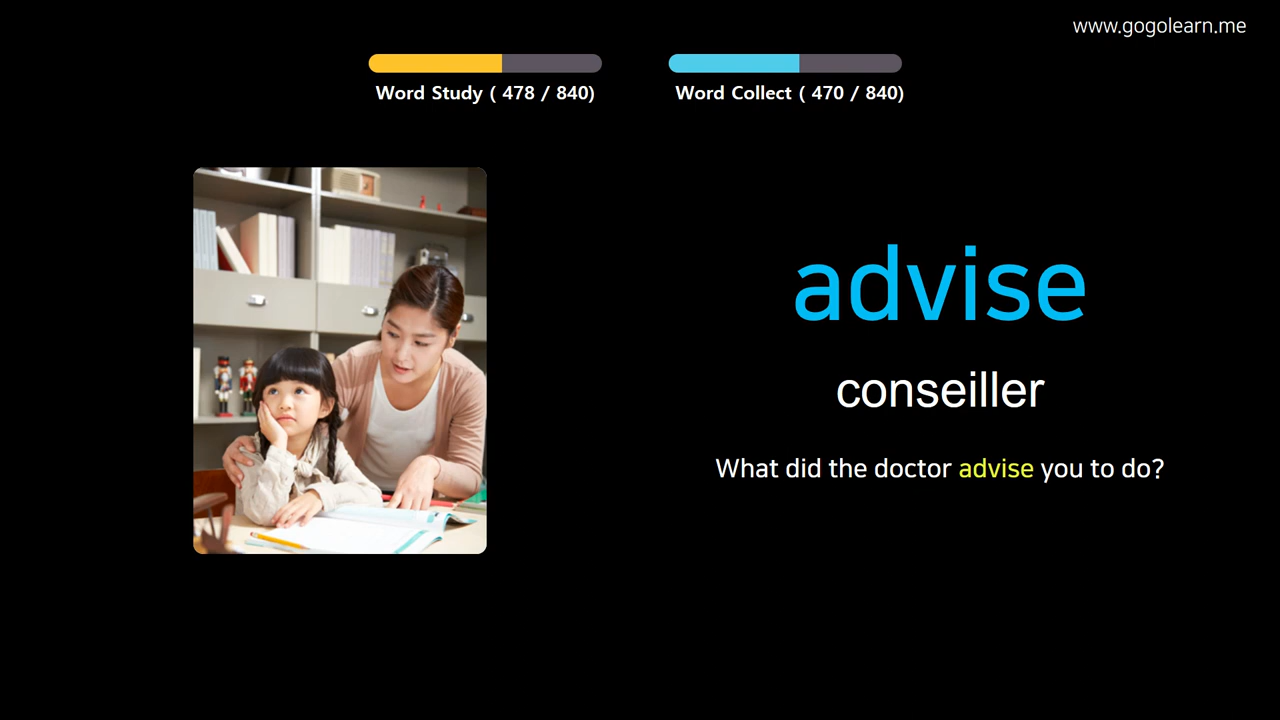 www.gogolearn.me
Word Study ( 478 / 840)
Word Collect ( 470 / 840)
advise
conseiller
What did the doctor advise you to do?